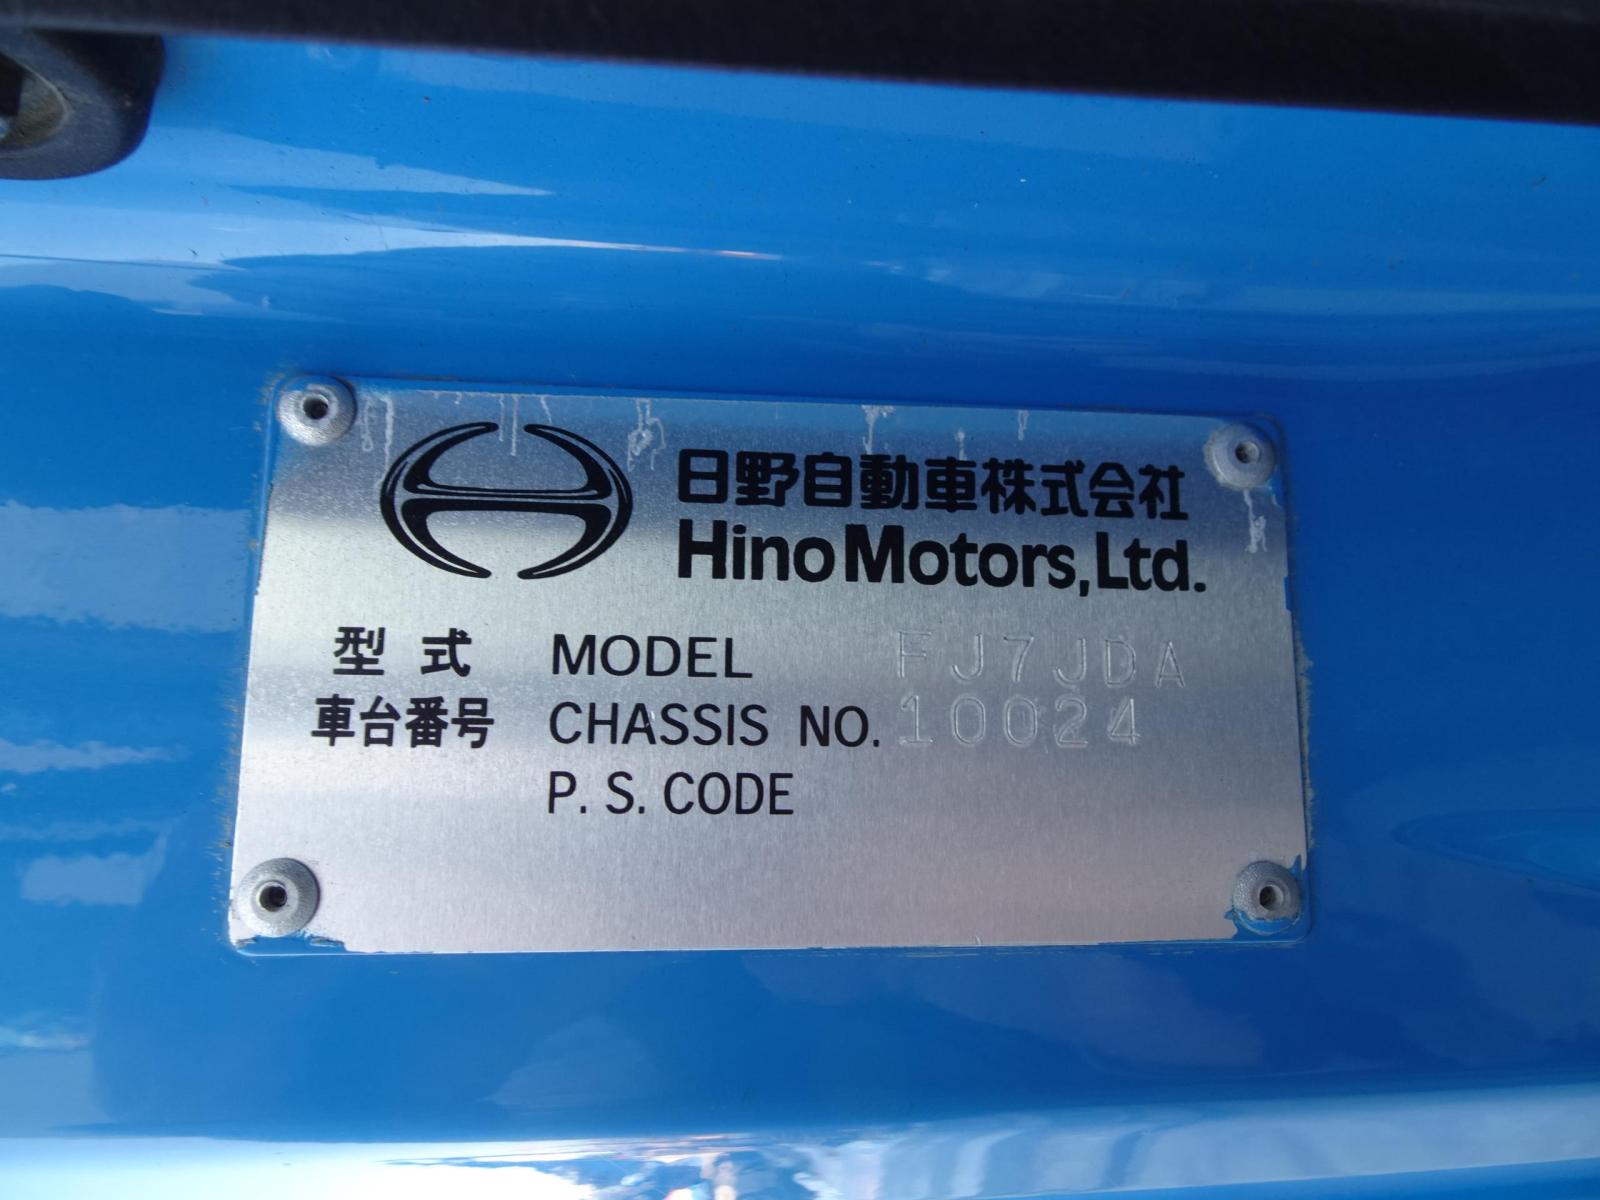 日野自動車株式会社
Hino Motors, Ltd.
型式 MODEL FJ7JDA
車台番号 CHASSIS NO. 10024
P. S. CODE